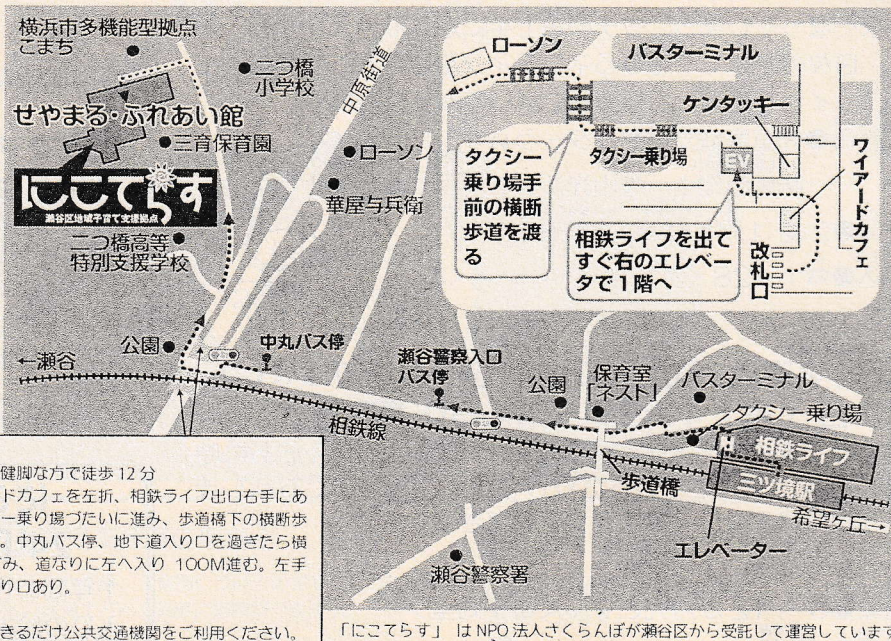 横浜市多機能型拠点
こまち
二つ橋
小学校
せやまる・ふれあい館
三育保育園
にこてらす
瀬谷区地域子育て支援拠点
二つ橋高等
特別支援学校
中原街道
ローソン
華屋与兵衛
公園
中丸バス停
←瀬谷
瀬谷警察入口
バス停
相鉄線
公園
保育室
「ネスト」
バスターミナル
タクシー乗り場
相鉄ライフ
三ツ境駅
歩道橋
希望ケ丘→
エレベーター
瀬谷警察署
ローソン
バスターミナル
ケンタッキー
タクシー乗り場
EV
ワイアードカフェ
改札口
タクシー
乗り場手
前の横断
歩道を渡
る
相鉄ライフを出て
すぐ右のエレベー
タで1階へ
健脚な方で徒歩12分
ドカフェを左折、相鉄ライフ出口右手にあ
ー乗り場づたいに進み、歩道橋下の横断歩
。中丸バス停、地下道入り口を過ぎたら横
み、道なりに左へ入り 100M進む。左手
り口あり。
きるだけ公共交通機関をご利用ください。
「にこてらす」 はNPO法人さくらんぼが瀬谷区から受託して運営しています